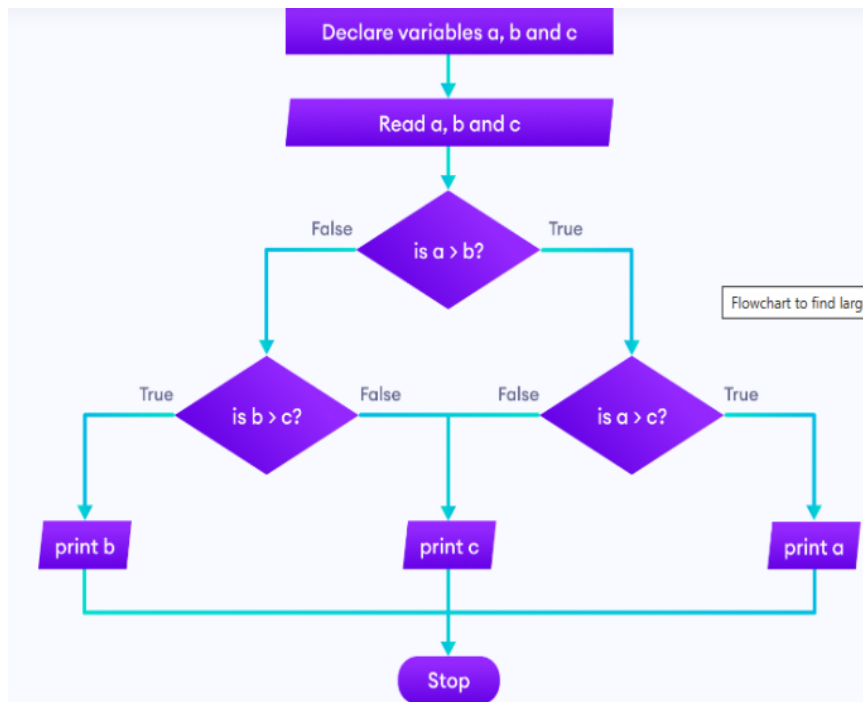 Declare variables a, b and c
Read a, b and c
False
True
is a > b?
Flowchart to find larg
True
False
False
True
is b > c?
is a > c?
print b
print c
print a
Stop